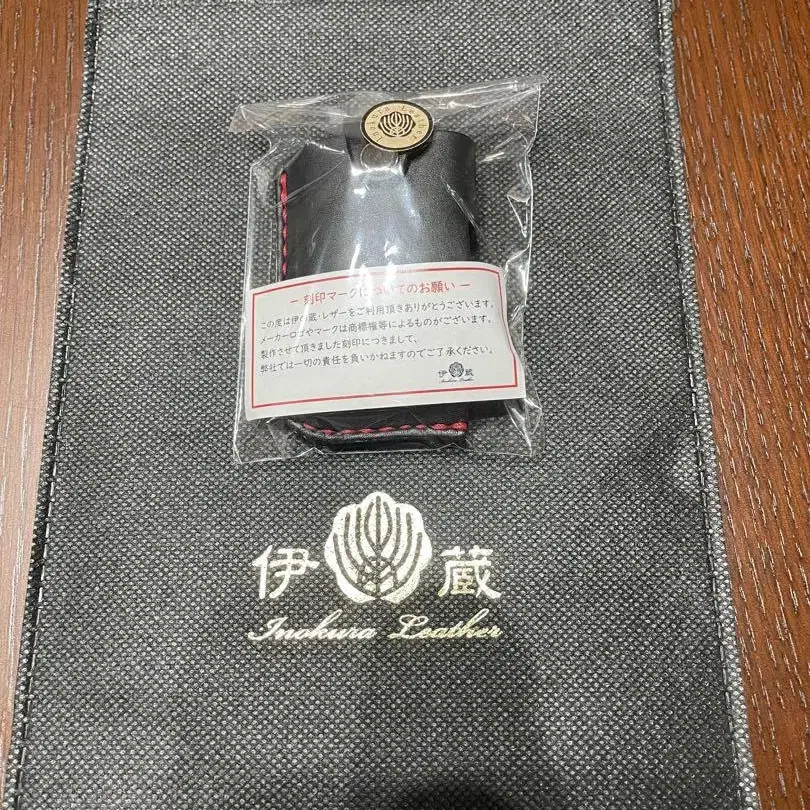 Inokura Leather
— 刻印マークについてのお願い —
この度は伊の蔵・レザーをご利用頂きありがとうございます。
メーカーロゴやマークは商標権等によるものがございます。
製作させて頂きました刻印につきまして、
弊社では一切の責任を負いかねますのでご了承ください。
伊 蔵
Inokura Leather
伊 蔵
Inokura Leather